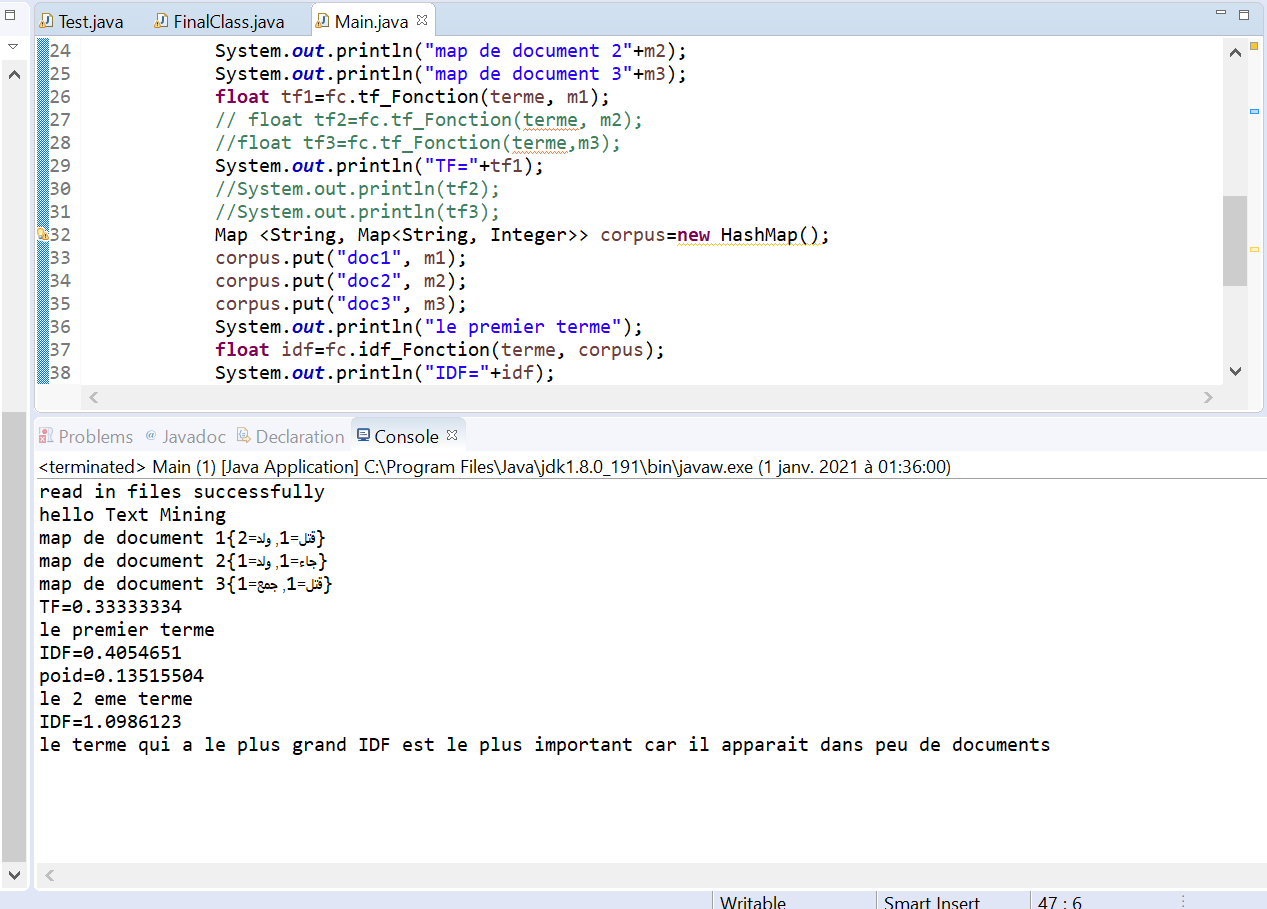 Test.java FinalClass.java Main.java
24 System.out.println("map de document 2"+m2);
25 System.out.println("map de document 3"+m3);
26 float tf1=fc.tf_Fonction(terme, m1);
27 // float tf2=fc.tf_Fonction(terme, m2);
28 //float tf3=fc.tf_Fonction(terme,m3);
29 System.out.println("TF="+tf1);
30 //System.out.println(tf2);
31 //System.out.println(tf3);
32 Map <String, Map<String, Integer>> corpus=new HashMap();
33 corpus.put("doc1", m1);
34 corpus.put("doc2", m2);
35 corpus.put("doc3", m3);
36 System.out.println("le premier terme");
37 float idf=fc.idf_Fonction(terme, corpus);
38 System.out.println("IDF="+idf);
Problems @ Javadoc Declaration Console
<terminated> Main (1) [Java Application] C:\Program Files\Java\jdk1.8.0_191\bin\javaw.exe (1 janv. 2021 à 01:36:00)
read in files successfully
hello Text Mining
map de document 1{قتل=1, ولد=2}
map de document 2{جاء=1, ولد=1}
map de document 3{قتل=1, جمع=1}
TF=0.33333334
le premier terme
IDF=0.4054651
poid=0.13515504
le 2 eme terme
IDF=1.0986123
le terme qui a le plus grand IDF est le plus important car il apparait dans peu de documents
Writable Smart Insert 47 : 6